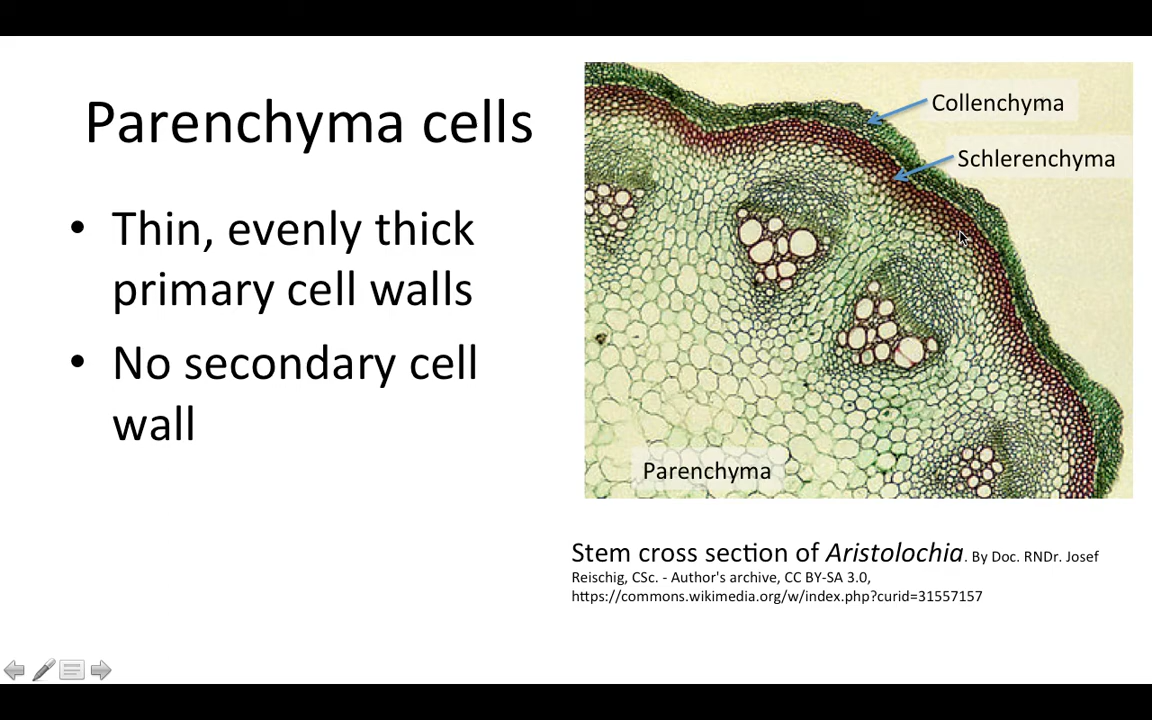 Parenchyma cells
• Thin, evenly thick
primary cell walls
• No secondary cell
wall
Collenchyma
Schlerenchyma
Parenchyma
Stem cross section of Aristolochia. By Doc. RNDr. Josef
Reischig, CSc. - Author's archive, CC BY-SA 3.0,
https://commons.wikimedia.org/w/index.php?curid=31557157